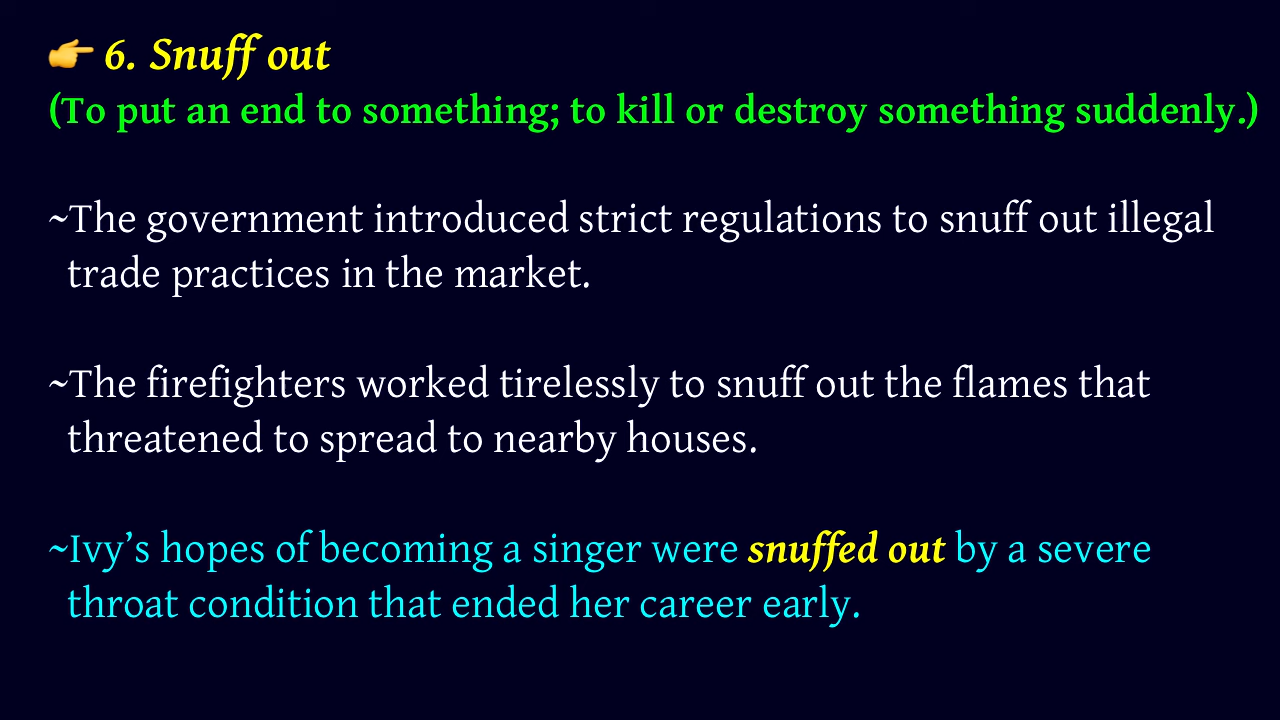 👉 6. Snuff out
(To put an end to something; to kill or destroy something suddenly.)
~The government introduced strict regulations to snuff out illegal
trade practices in the market.
~The firefighters worked tirelessly to snuff out the flames that
threatened to spread to nearby houses.
~Ivy’s hopes of becoming a singer were snuffed out by a severe
throat condition that ended her career early.